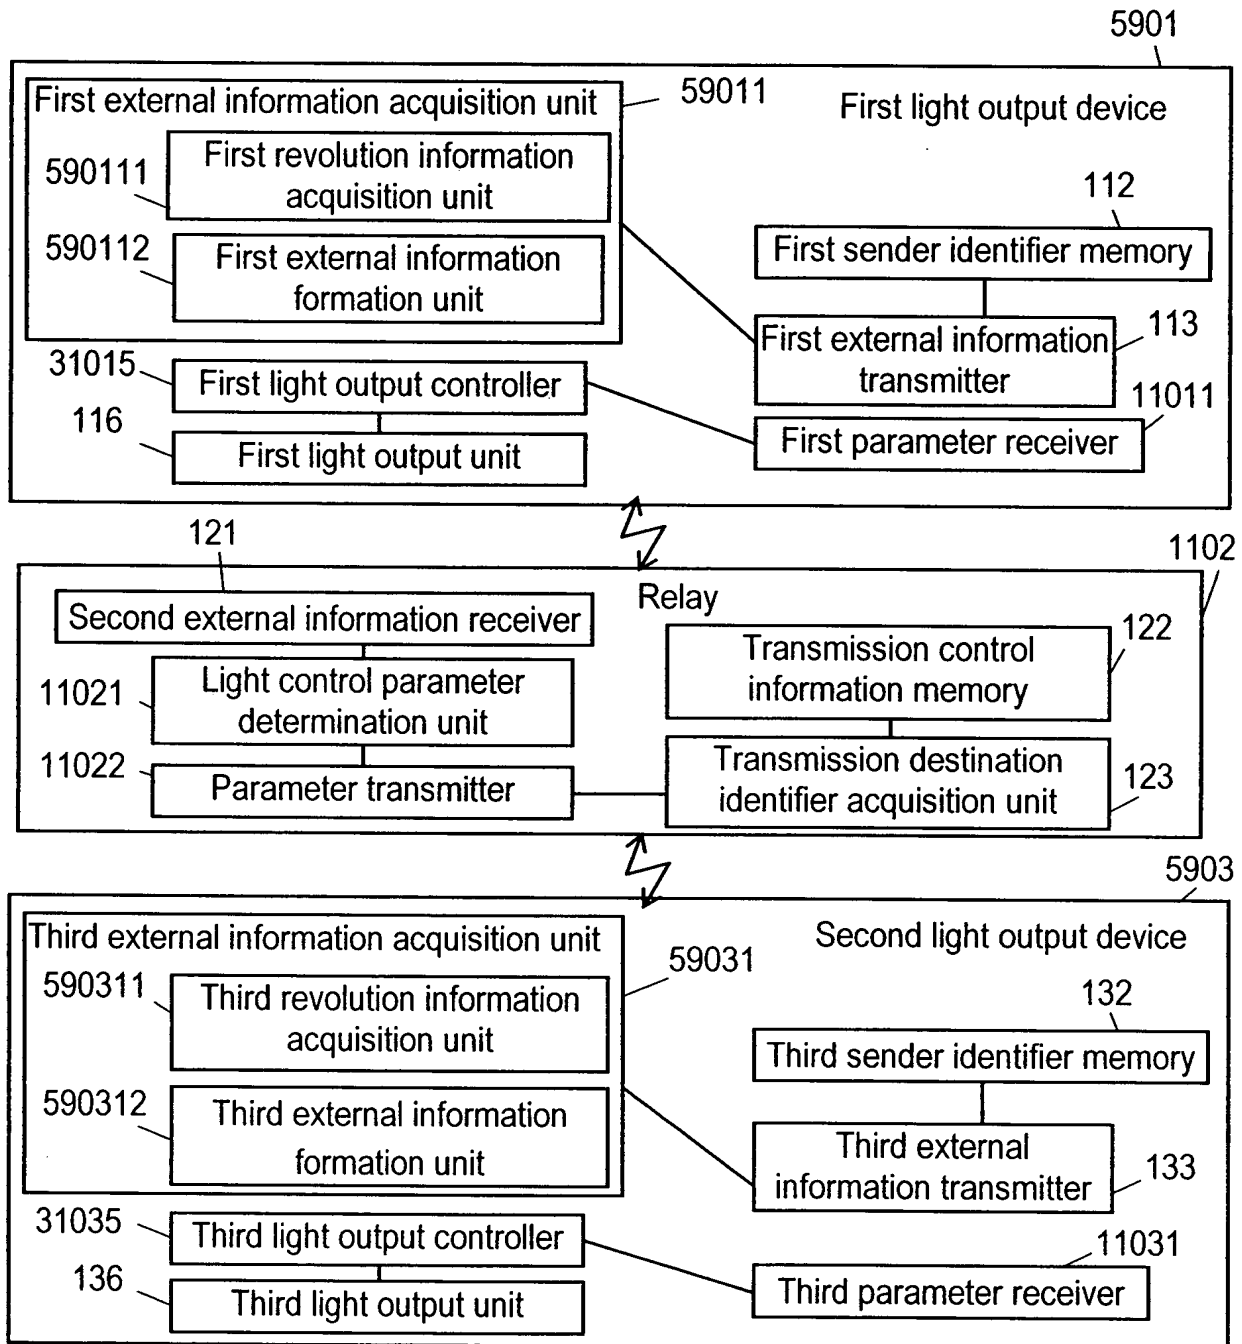 5901
First external information acquisition unit
59011
First light output device
590111
First revolution information
acquisition unit
112
590112
First external information
formation unit
First sender identifier memory
113
First external information
transmitter
31015
First light output controller
11011
116
First light output unit
First parameter receiver
121
1102
Second external information receiver
Relay
122
Transmission control
information memory
11021
Light control parameter
determination unit
11022
Parameter transmitter
Transmission destination
identifier acquisition unit
123
5903
Third external information acquisition unit
59031
Second light output device
590311
Third revolution information
acquisition unit
132
Third sender identifier memory
590312
Third external information
formation unit
Third external
information transmitter
133
31035
Third light output controller
11031
136
Third light output unit
Third parameter receiver